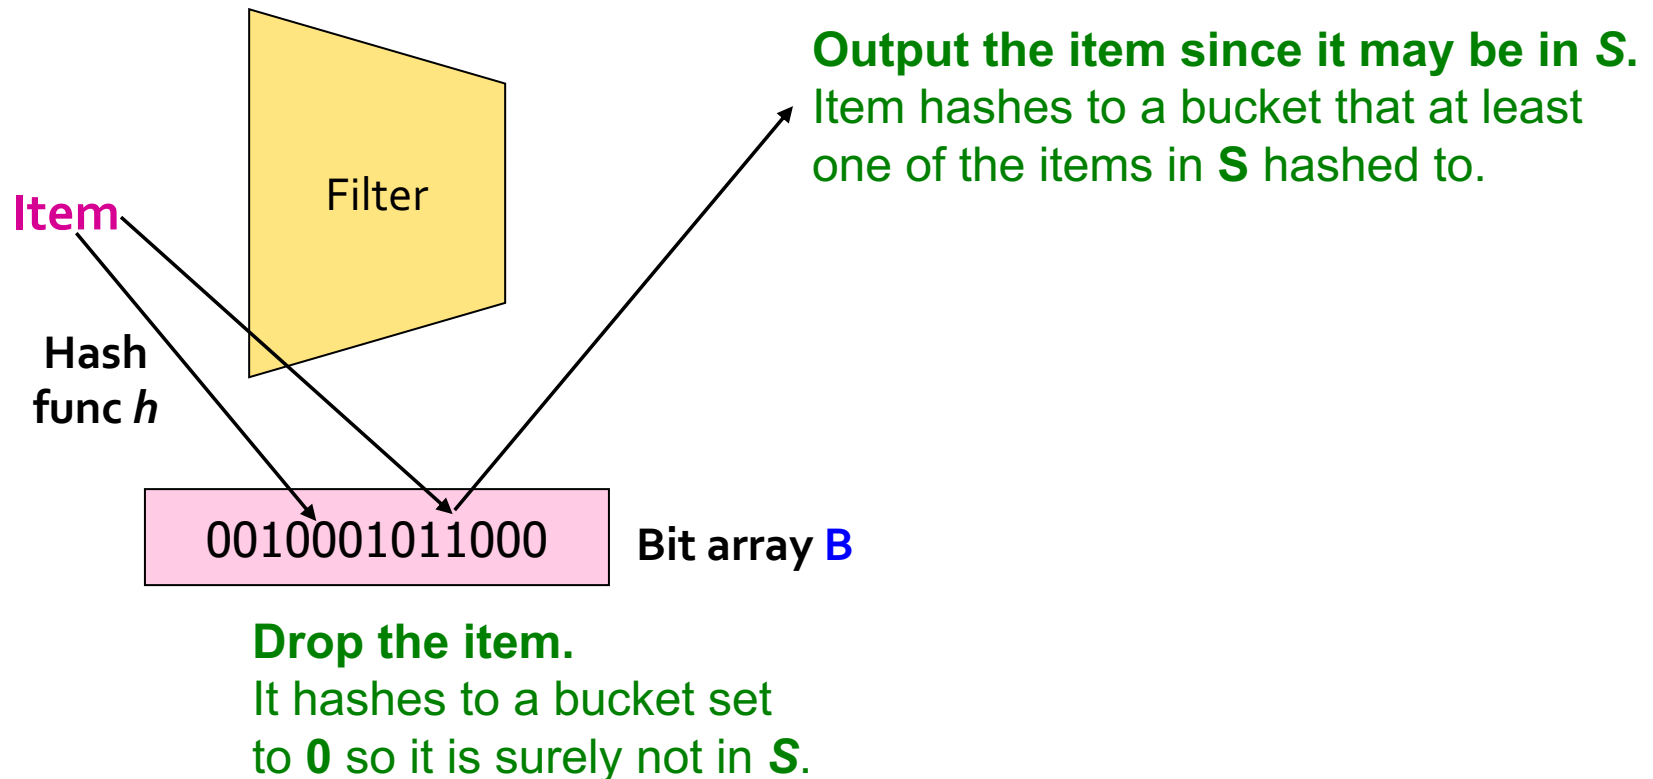 Output the item since it may be in S.
Item hashes to a bucket that at least
one of the items in S hashed to.
Filter
Item
Hash
func h
0010001011000
Bit array B
Drop the item.
It hashes to a bucket set
to 0 so it is surely not in S.